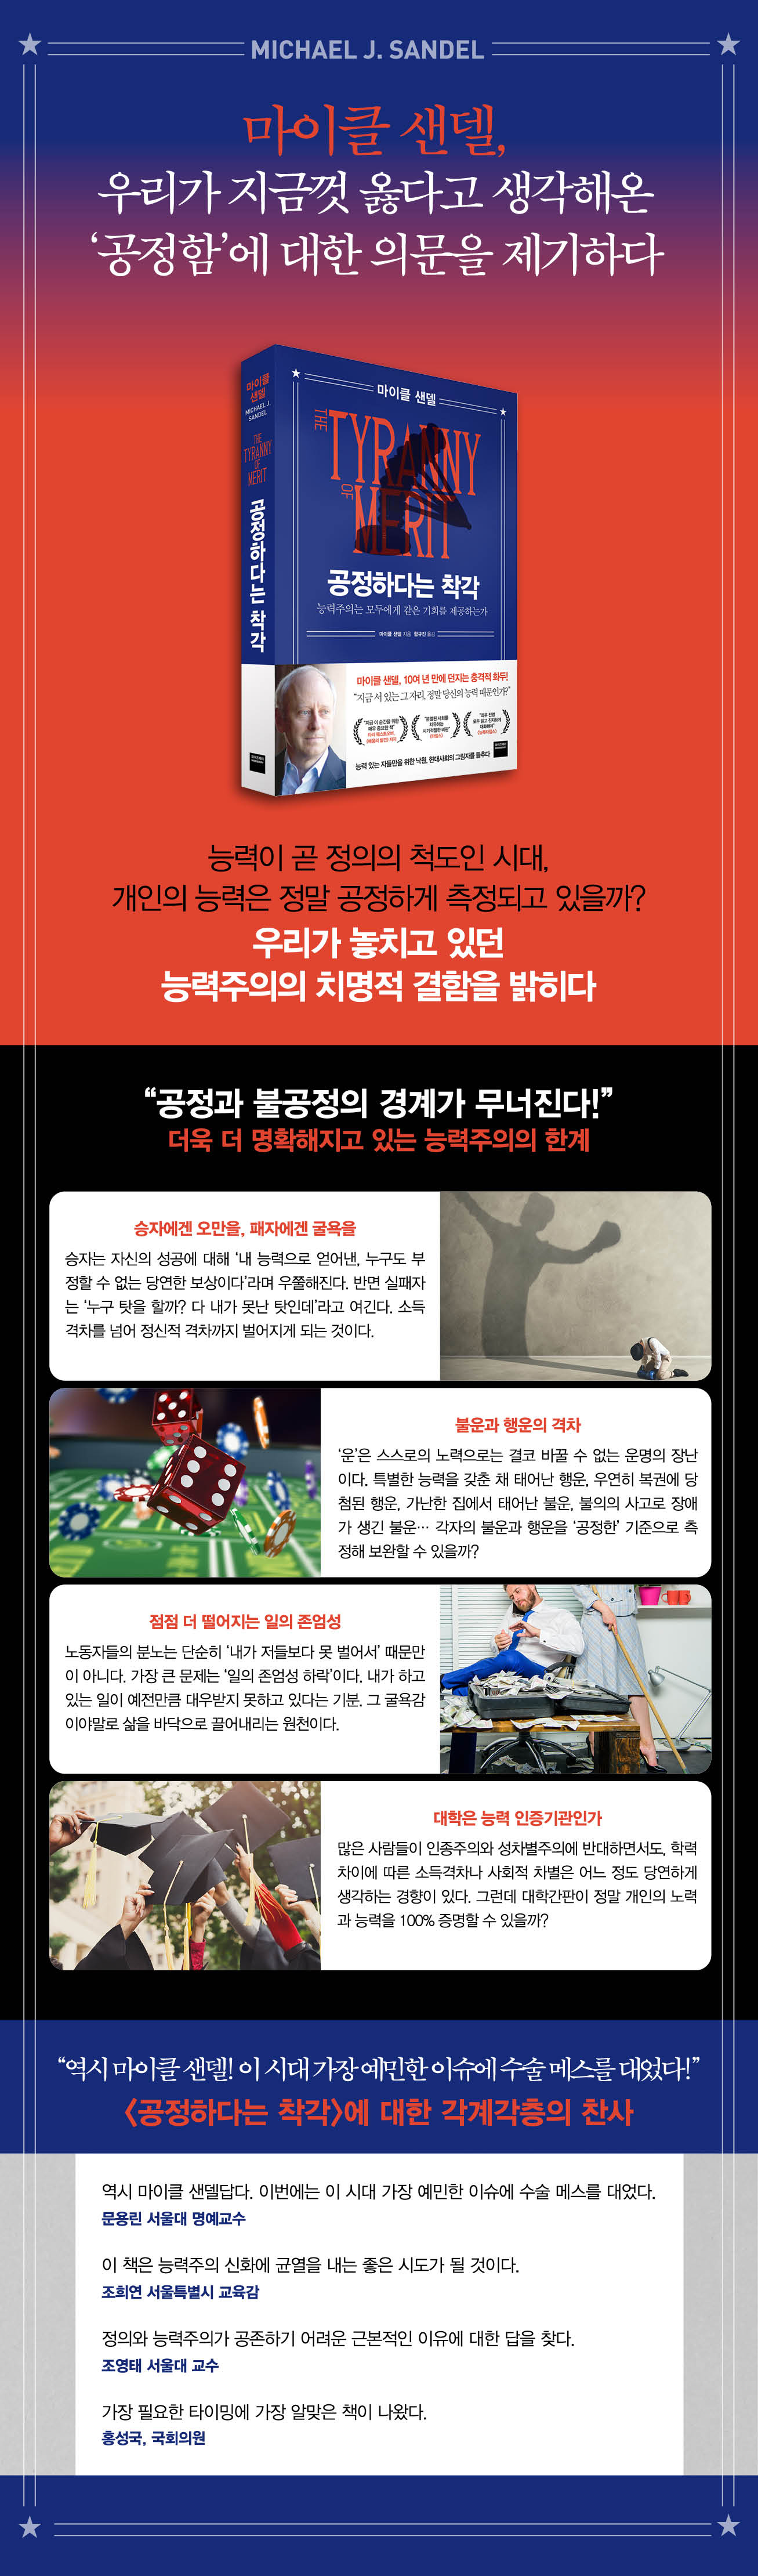 MICHAEL J. SANDEL
마이클 샌델,
우리가 지금껏 옳다고 생각해온
‘공정함’에 대한 의문을 제기하다
마이클
샌델
MICHAEL J.
SANDEL
THE
TYRANNY
OF
MERIT
공정하다는 착각
마이클 샌델
THE
TYRANNY
OF
MERIT
공정하다는 착각
능력주의는 모두에게 같은 기회를 제공하는가
마이클 샌델 지음 함규진 옮김
마이클 샌델, 10여 년 만에 던지는 충격적 화두!
“지금 서 있는 그 자리, 정말 당신의 능력 때문인가?”
능력 있는 자들만을 위한 낙원, 현대사회의 그림자를 들추다
능력이 곧 정의의 척도인 시대,
개인의 능력은 정말 공정하게 측정되고 있을까?
우리가 놓치고 있던
능력주의의 치명적 결함을 밝히다
“공정과 불공정의 경계가 무너진다!”
더욱 더 명확해지고 있는 능력주의의 한계
승자에겐 오만을, 패자에겐 굴욕을
승자는 자신의 성공에 대해 ‘내 능력으로 얻어낸, 누구도 부
정할 수 없는 당연한 보상이다’라며 우쭐해진다. 반면 실패자
는 ‘누구 탓을 할까? 다 내가 못난 탓인데’라고 여긴다. 소득
격차를 넘어 정신적 격차까지 벌어지게 되는 것이다.
불운과 행운의 격차
‘운’은 스스로의 노력으로는 결코 바꿀 수 없는 운명의 장난
이다. 특별한 능력을 갖춘 채 태어난 행운, 우연히 복권에 당
첨된 행운, 가난한 집에서 태어난 불운, 불의의 사고로 장애
가 생긴 불운… 각자의 불운과 행운을 ‘공정한’ 기준으로 측
정해 보완할 수 있을까?
점점 더 떨어지는 일의 존엄성
노동자들의 분노는 단순히 ‘내가 저들보다 못 벌어서’ 때문만
이 아니다. 가장 큰 문제는 ‘일의 존엄성 하락’이다. 내가 하고
있는 일이 예전만큼 대우받지 못하고 있다는 기분. 그 굴욕감
이야말로 삶을 바닥으로 끌어내리는 원천이다.
대학은 능력 인증기관인가
많은 사람들이 인종주의와 성차별주의에 반대하면서도, 학력
차이에 따른 소득격차나 사회적 차별은 어느 정도 당연하게
생각하는 경향이 있다. 그런데 대학간판이 정말 개인의 노력
과 능력을 100% 증명할 수 있을까?
“역시 마이클 샌델! 이 시대 가장 예민한 이슈에 수술 메스를 대었다!”
〈공정하다는 착각〉에 대한 각계각층의 찬사
역시 마이클 샌델답다. 이번에는 이 시대 가장 예민한 이슈에 수술 메스를 대었다.
문용린 서울대 명예교수
이 책은 능력주의 신화에 균열을 내는 좋은 시도가 될 것이다.
조희연 서울특별시 교육감
정의와 능력주의가 공존하기 어려운 근본적인 이유에 대한 답을 찾다.
조영태 서울대 교수
가장 필요한 타이밍에 가장 알맞은 책이 나왔다.
홍성국, 국회의원